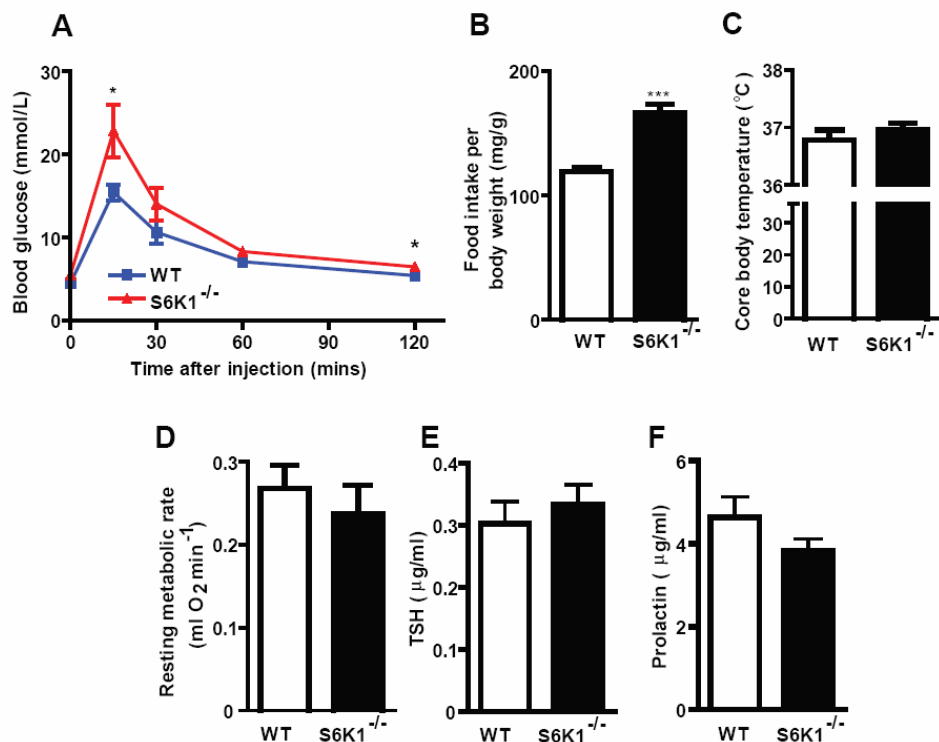 A
Blood glucose (mmol/L)
30
20
10
0
*
*
WT
S6K1-/-
0
30
60
90
120
Time after injection (mins)
B
Food intake per
body weight (mg/g)
200
100
0
***
WT
S6K1-/-
C
Core body temperature (°C)
38
37
36
30
20
10
0
WT
S6K1-/-
D
Resting metabolic rate
(ml O2min-1)
0.3
0.2
0.1
0
WT
S6K1-/-
E
TSH ( μg/ml)
0.4
0.3
0.2
0.1
0
WT
S6K1-/-
F
Prolactin ( μg/ml)
6
4
2
0
WT
S6K1-/-